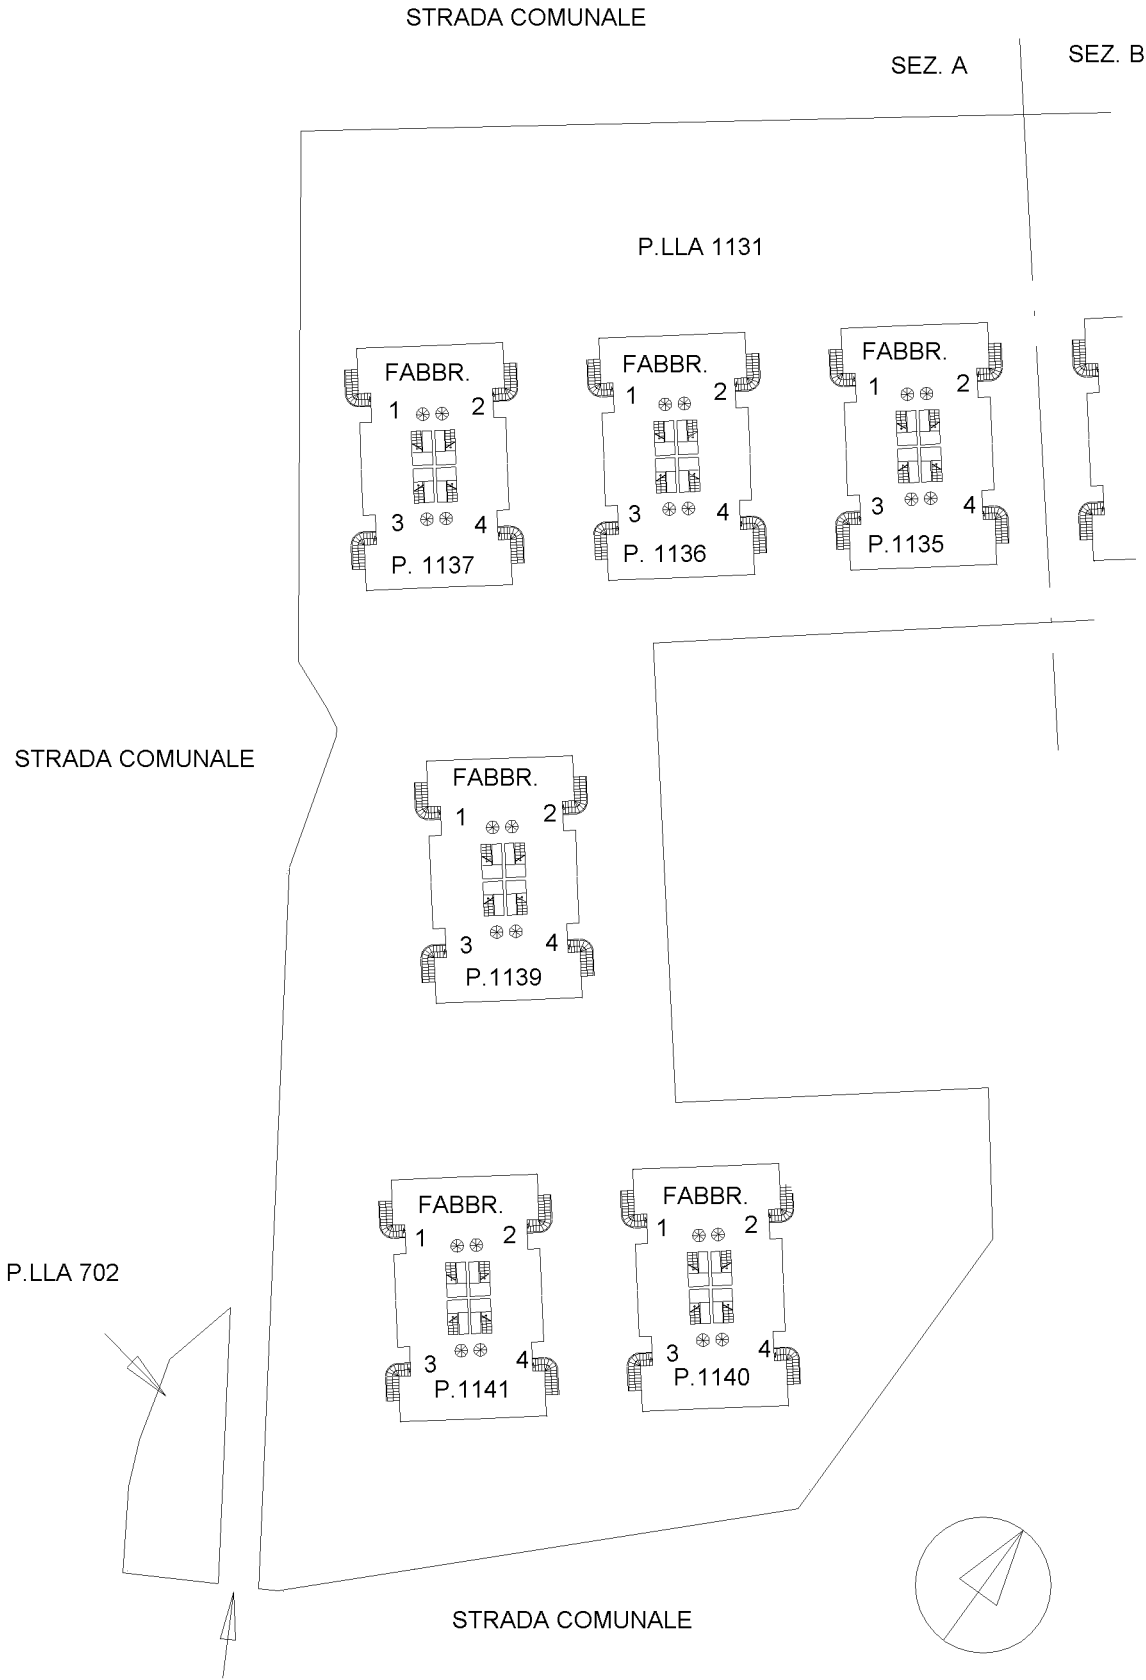 STRADA COMUNALE
SEZ. A
SEZ. B
P.LLA 1131
FABBR.
1 2
3 4
P. 1137
FABBR.
1 2
3 4
P. 1136
FABBR.
1 2
3 4
P.1135
STRADA COMUNALE
FABBR.
1 2
3 4
P.1139
FABBR.
1 2
3 4
P.1141
FABBR.
1 2
3 4
P.1140
P.LLA 702
STRADA COMUNALE